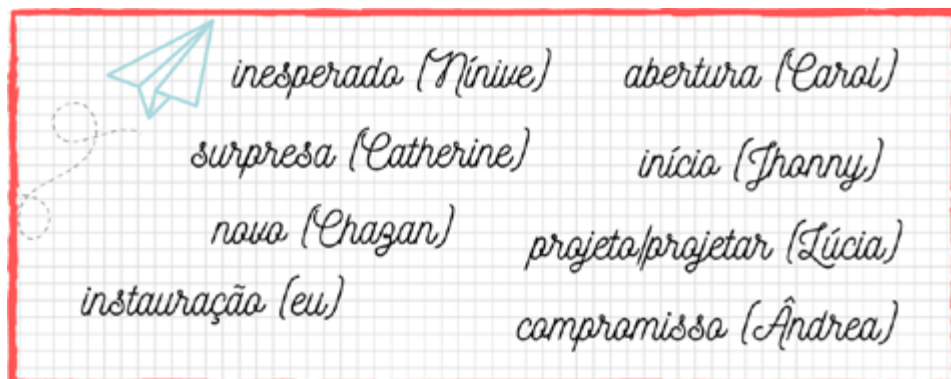 inesperado (Nínive)
abertura (Carol)
surpresa (Catherine)
início (Jhonny)
novo (Chazan)
projeto/projetar (Lúcia)
instauração (eu)
compromisso (Ândrea)